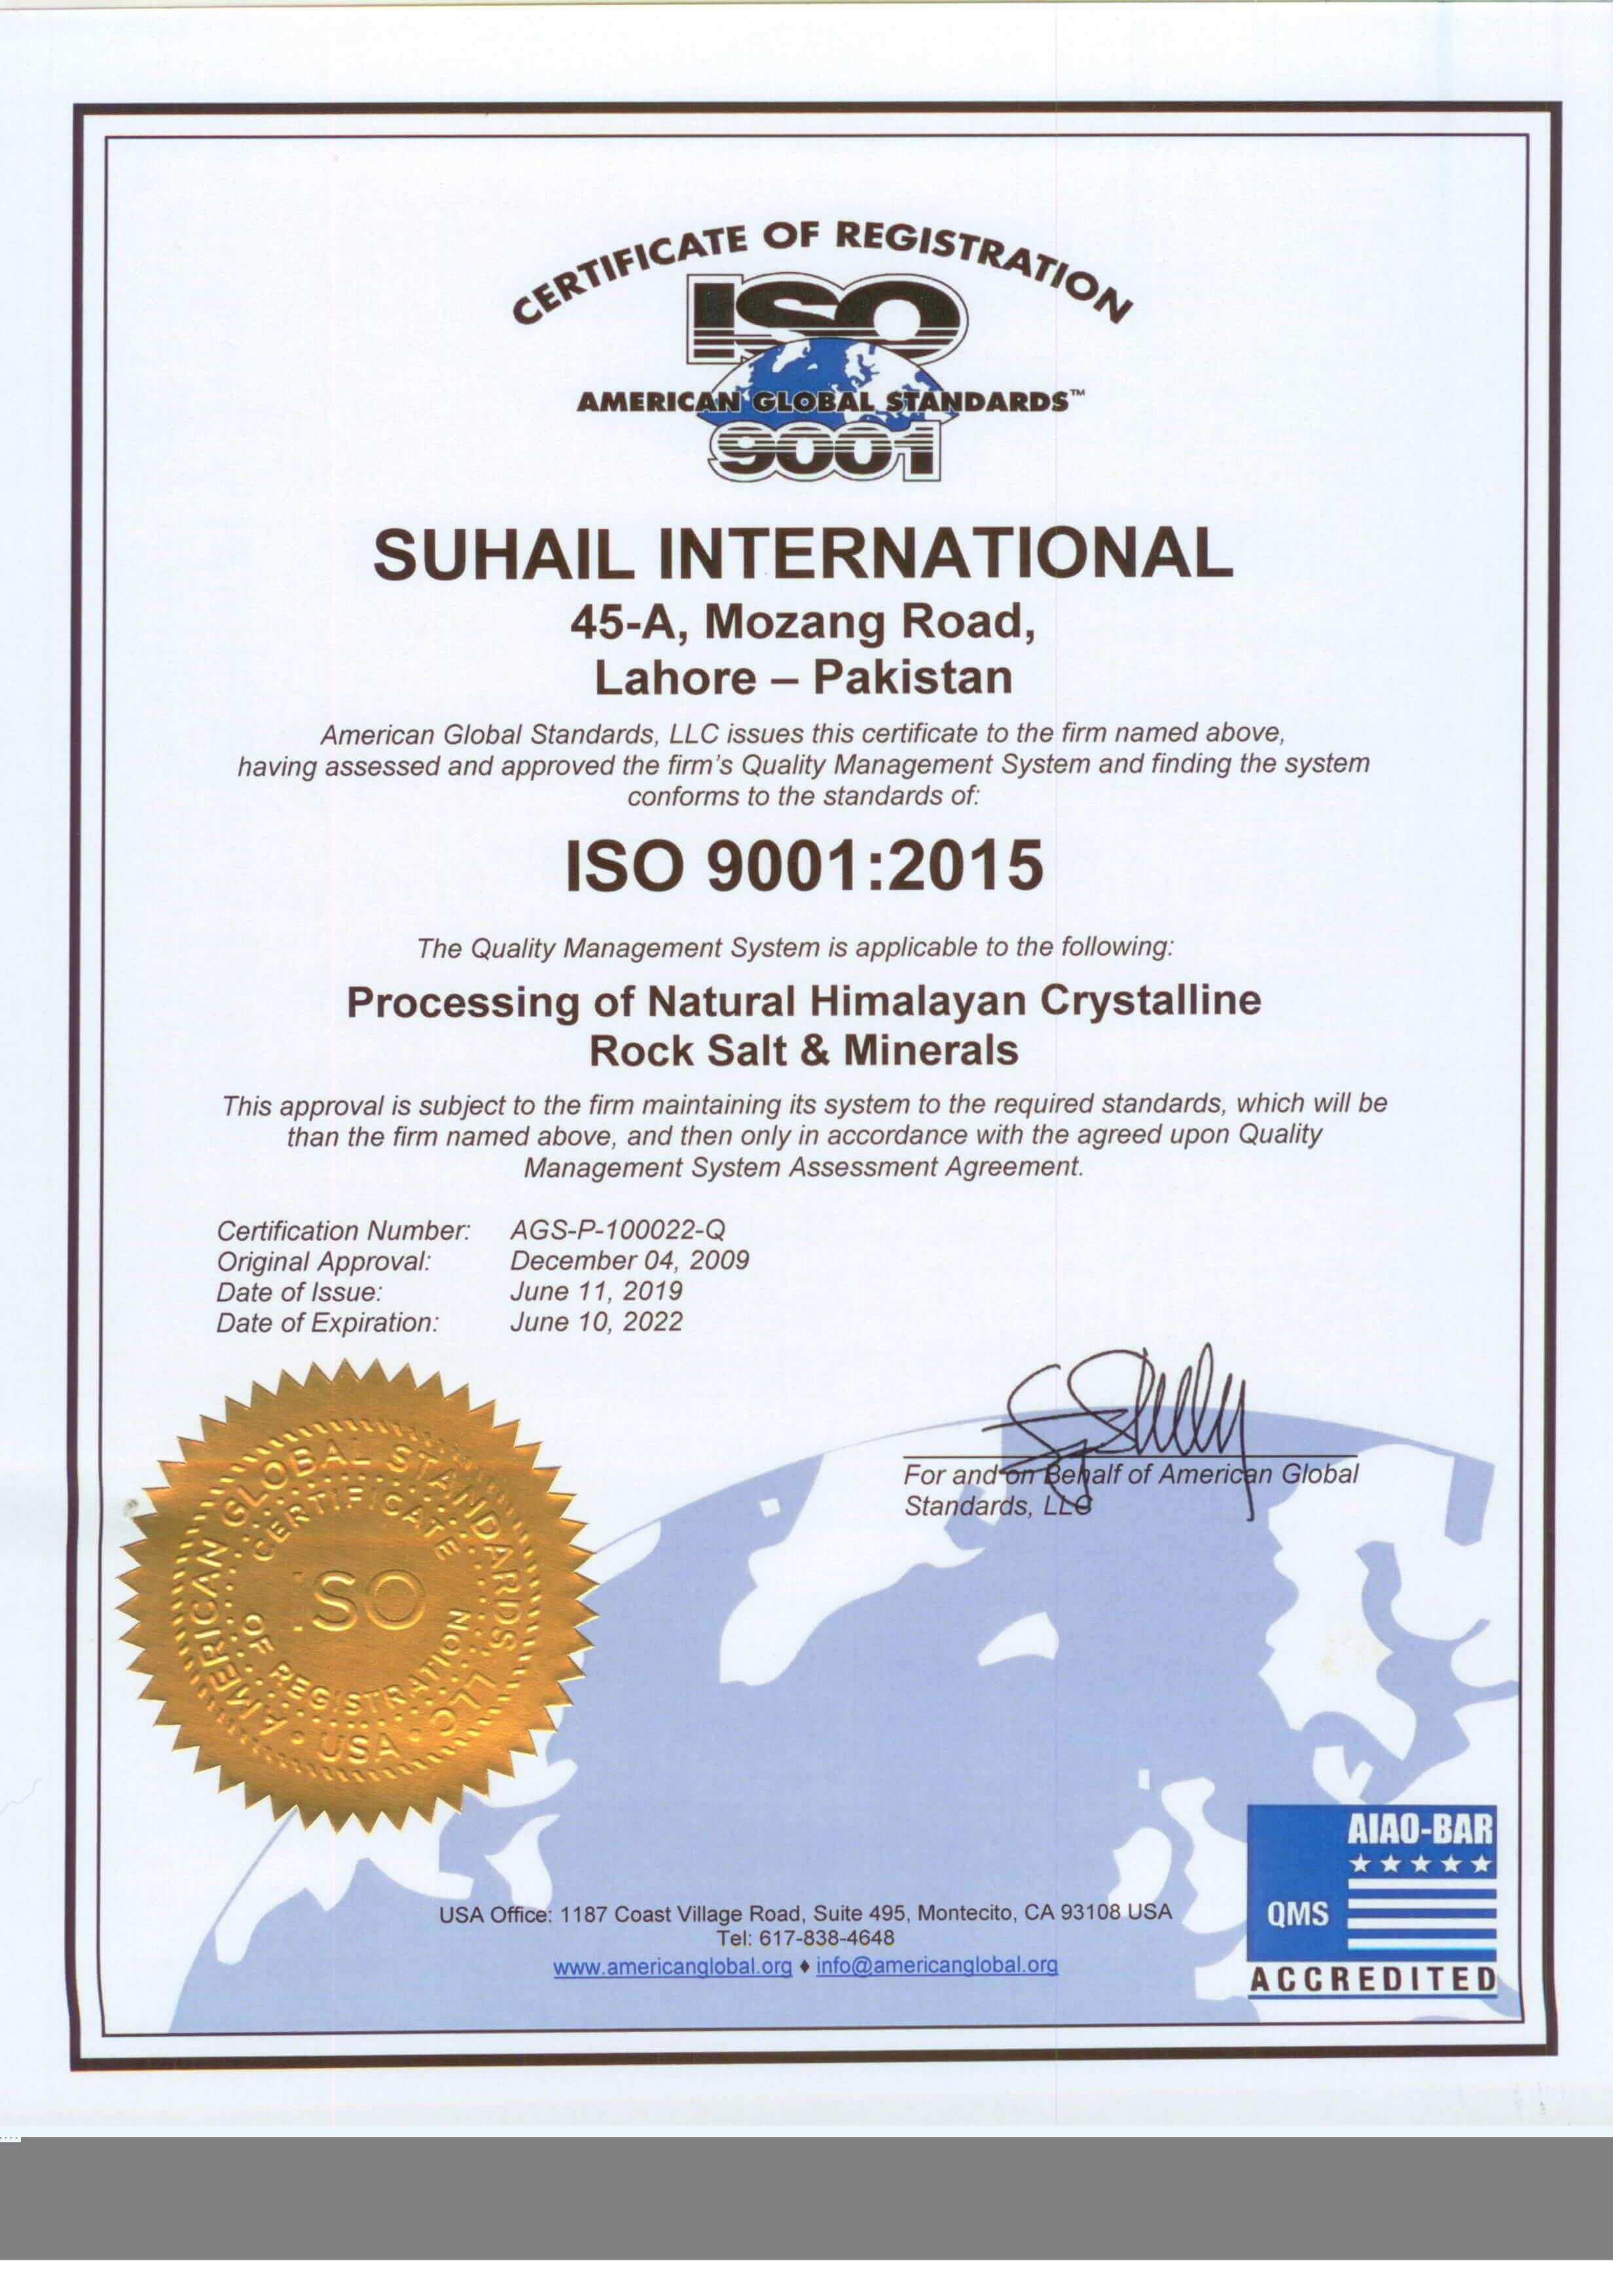 CERTIFICATE OF REGISTRATION
ISO
AMERICAN GLOBAL STANDARDS™
9001
SUHAIL INTERNATIONAL
45-A, Mozang Road,
Lahore – Pakistan
American Global Standards, LLC issues this certificate to the firm named above,
having assessed and approved the firm's Quality Management System and finding the system
conforms to the standards of:
ISO 9001:2015
The Quality Management System is applicable to the following:
Processing of Natural Himalayan Crystalline
Rock Salt & Minerals
This approval is subject to the firm maintaining its system to the required standards, which will be
than the firm named above, and then only in accordance with the agreed upon Quality
Management System Assessment Agreement.
Certification Number: AGS-P-100022-Q
Original Approval: December 04, 2009
Date of Issue: June 11, 2019
Date of Expiration: June 10, 2022
For and on Behalf of American Global
Standards, LLC
AMERICAN GLOBAL STANDARDS, LLC
CERTIFICATE
ISO
OF REGISTRATION
• USA •
AIAO-BAR
QMS
ACCREDITED
USA Office: 1187 Coast Village Road, Suite 495, Montecito, CA 93108 USA
Tel: 617-838-4648
www.americanglobal.org ♦ info@americanglobal.org